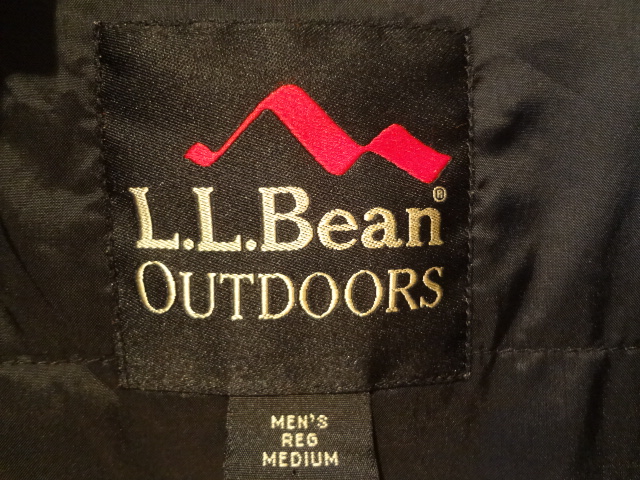 L.L.Bean®
OUTDOORS
MEN'S
REG
MEDIUM